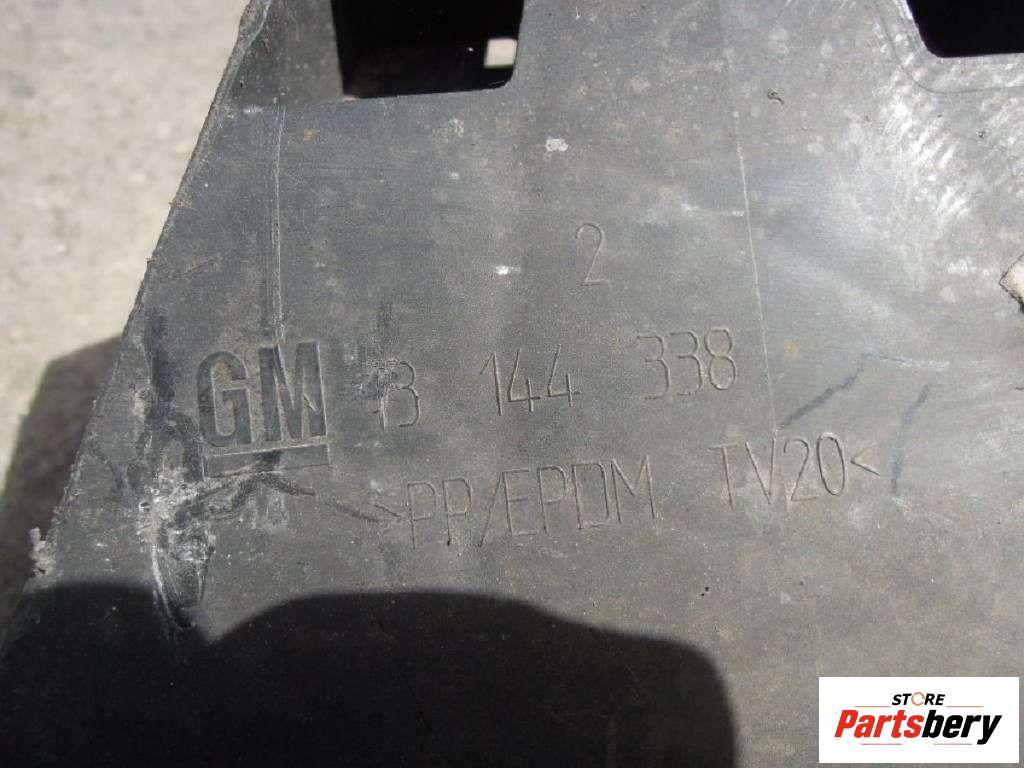 2
GM 13 144 338
>PP/EPDM TV20<
STORE
Partsbery